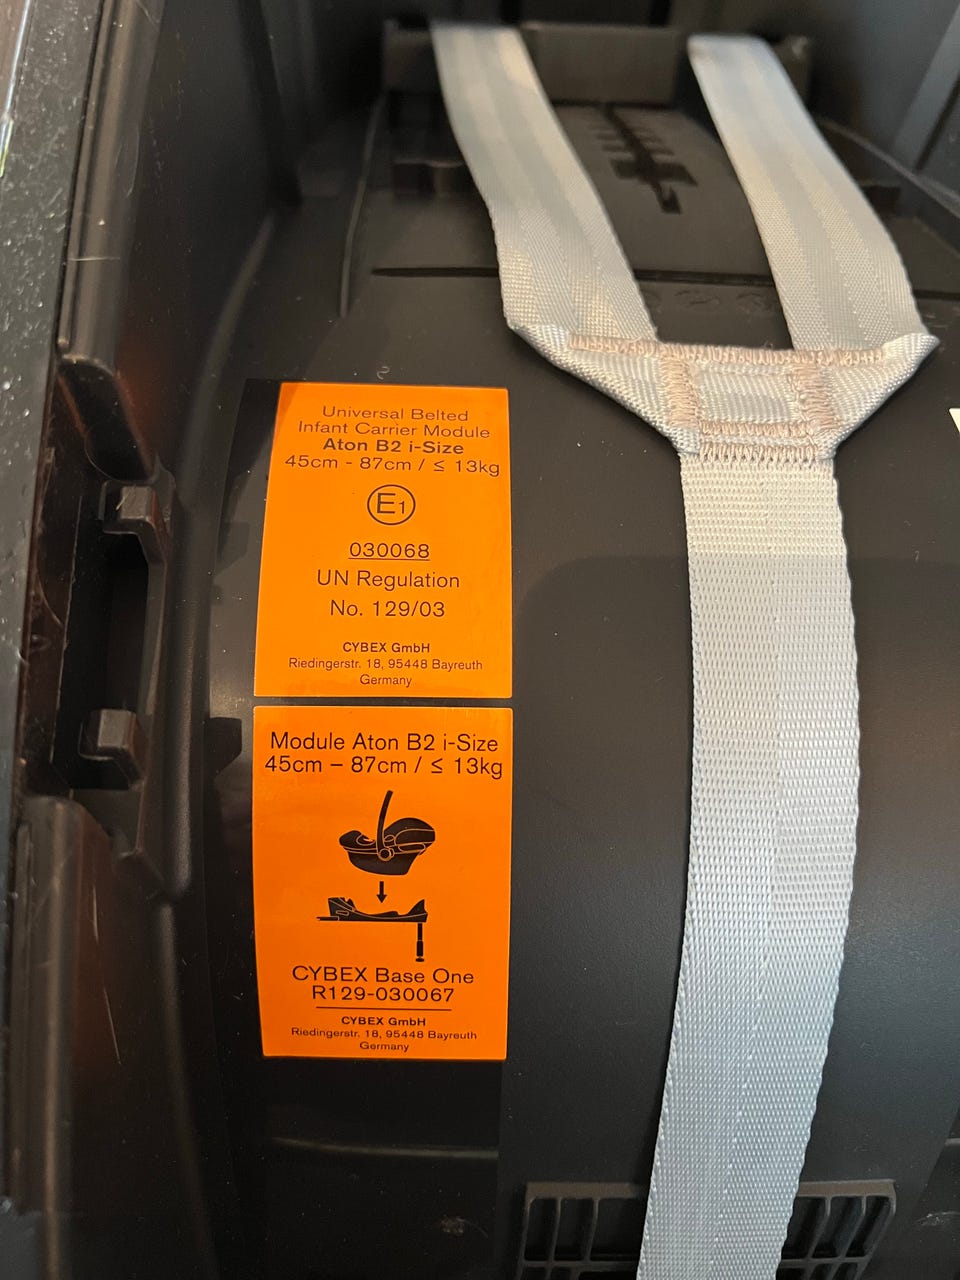 Universal Belted
Infant Carrier Module
Aton B2 i-Size
45cm - 87cm / ≤ 13kg
E1
030068
UN Regulation
No. 129/03
CYBEX GmbH
Riedingerstr. 18, 95448 Bayreuth
Germany
Module Aton B2 i-Size
45cm – 87cm / ≤ 13kg
CYBEX Base One
R129-030067
CYBEX GmbH
Riedingerstr. 18, 95448 Bayreuth
Germany